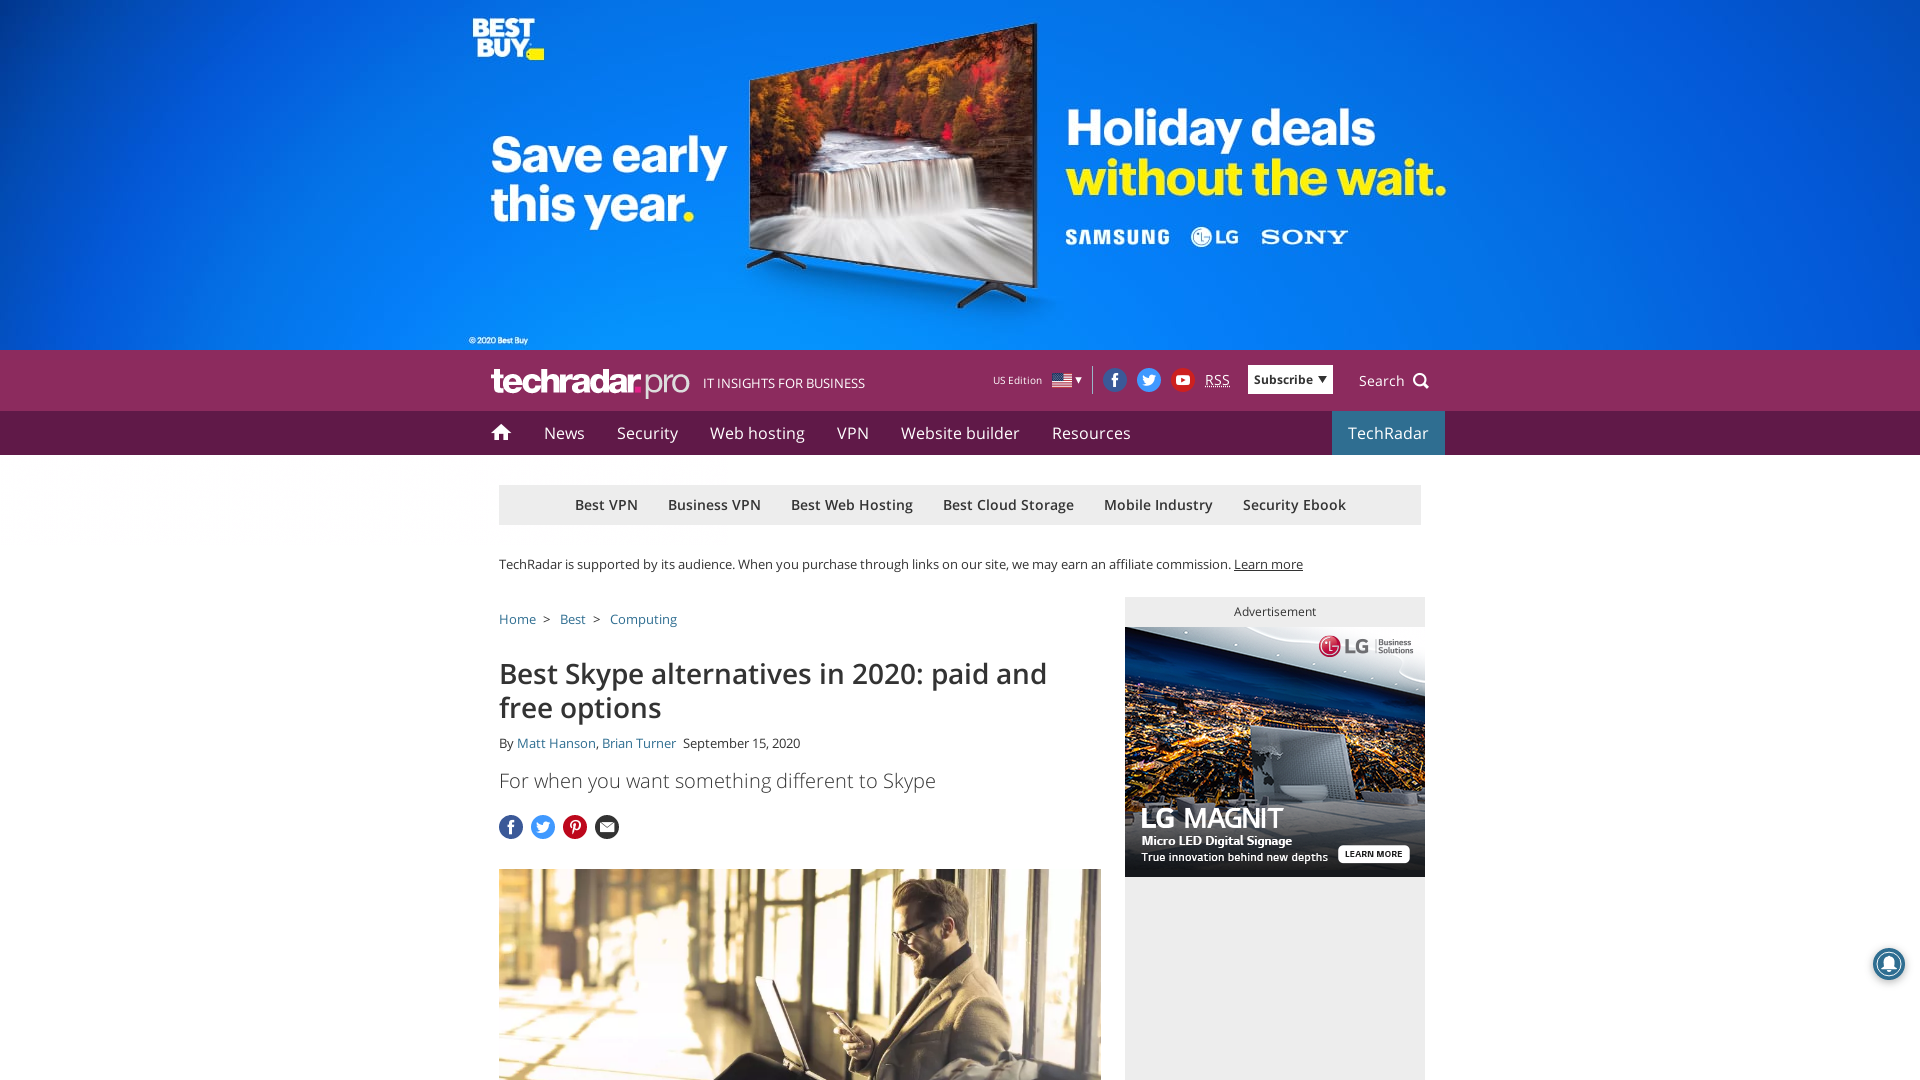 BEST
BUY
Save early
this year.
Holiday deals
without the wait.
SAMSUNG LG SONY
© 2020 Best Buy
techradar.pro IT INSIGHTS FOR BUSINESS
US Edition ▼ RSS Subscribe ▼ Search
News Security Web hosting VPN Website builder Resources TechRadar
Best VPN Business VPN Best Web Hosting Best Cloud Storage Mobile Industry Security Ebook
TechRadar is supported by its audience. When you purchase through links on our site, we may earn an affiliate commission. Learn more
Home > Best > Computing
Best Skype alternatives in 2020: paid and
free options
By Matt Hanson, Brian Turner September 15, 2020
For when you want something different to Skype
Advertisement
LG Business
Solutions
LG MAGNIT
Micro LED Digital Signage
True innovation behind new depths LEARN MORE